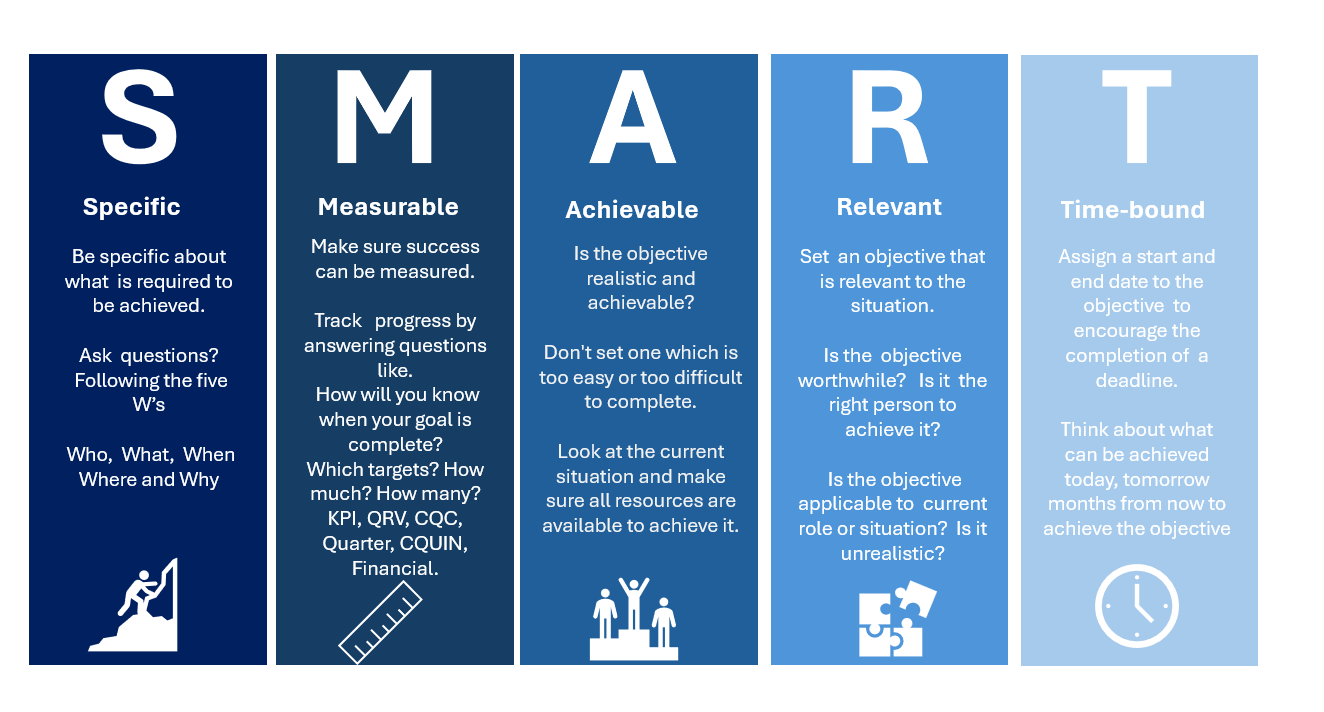 S
Specific
Be specific about
what is required to
be achieved.
Ask questions?
Following the five
W’s
Who, What, When
Where and Why
M
Measurable
Make sure success
can be measured.
Track progress by
answering questions
like.
How will you know
when your goal is
complete?
Which targets? How
much? How many?
KPI, QRV, CQC,
Quarter, CQUIN,
Financial.
A
Achievable
Is the objective
realistic and
achievable?
Don't set one which is
too easy or too difficult
to complete.
Look at the current
situation and make
sure all resources are
available to achieve it.
R
Relevant
Set an objective that
is relevant to the
situation.
Is the objective
worthwhile? Is it the
right person to
achieve it?
Is the objective
applicable to current
role or situation? Is it
unrealistic?
T
Time-bound
Assign a start and
end date to the
objective to
encourage the
completion of a
deadline.
Think about what
can be achieved
today, tomorrow
months from now to
achieve the objective